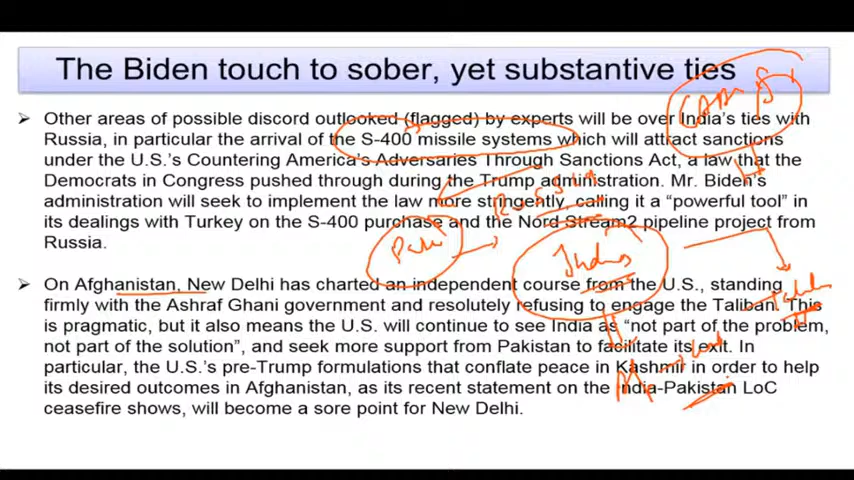 The Biden touch to sober, yet substantive ties
➤ Other areas of possible discord outlooked (flagged) by experts will be over India's ties with
Russia, in particular the arrival of the S-400 missile systems which will attract sanctions
under the U.S.'s Countering America's Adversaries Through Sanctions Act, a law that the
Democrats in Congress pushed through during the Trump administration. Mr. Biden's
administration will seek to implement the law more stringently, calling it a "powerful tool" in
its dealings with Turkey on the S-400 purchase and the Nord Stream2 pipeline project from
Russia.
➤ On Afghanistan, New Delhi has charted an independent course from the U.S., standing
firmly with the Ashraf Ghani government and resolutely refusing to engage the Taliban. This
is pragmatic, but it also means the U.S. will continue to see India as "not part of the problem,
not part of the solution", and seek more support from Pakistan to facilitate its exit. In
particular, the U.S.'s pre-Trump formulations that conflate peace in Kashmir in order to help
its desired outcomes in Afghanistan, as its recent statement on the India-Pakistan LoC
ceasefire shows, will become a sore point for New Delhi.
Russia
India